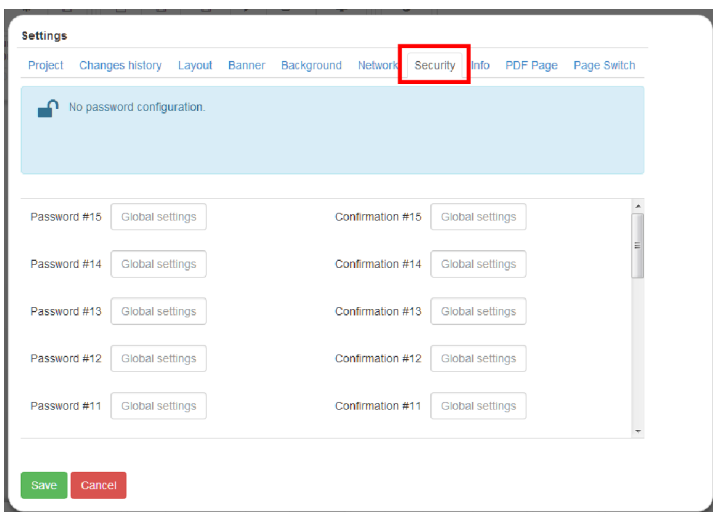 Settings
Project Changes history Layout Banner Background Network Security Info PDF Page Page Switch
No password configuration.
Password #15 Global settings Confirmation #15 Global settings
Password #14 Global settings Confirmation #14 Global settings
Password #13 Global settings Confirmation #13 Global settings
Password #12 Global settings Confirmation #12 Global settings
Password #11 Global settings Confirmation #11 Global settings
Save Cancel